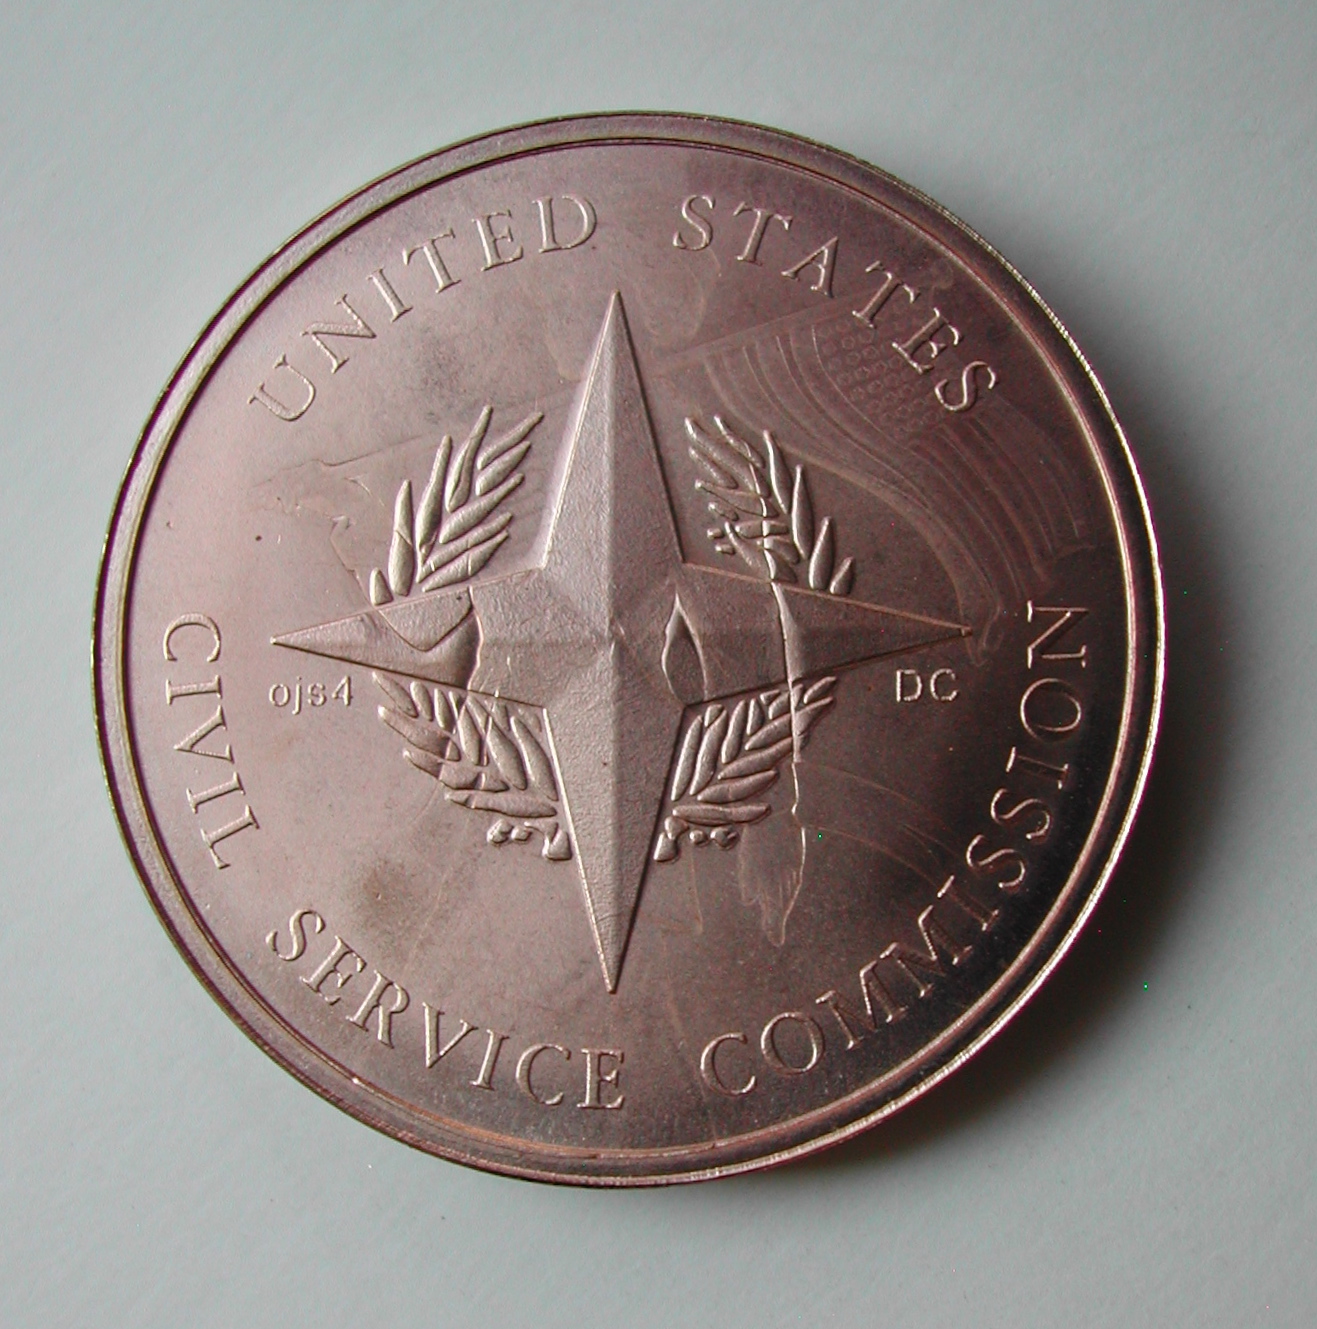 UNITED STATES
ojs4
DC
CIVIL SERVICE COMMISSION